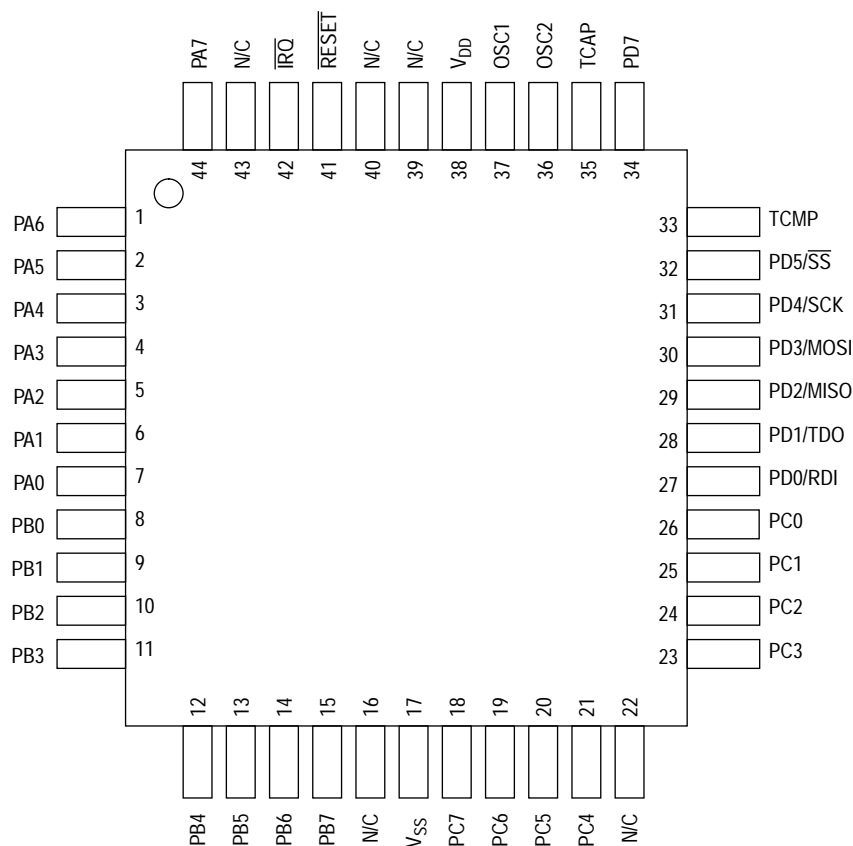 PA7 N/C I̅R̅Q̅ R̅E̅S̅E̅T̅ N/C N/C VDD OSC1 OSC2 TCAP PD7
44 43 42 41 40 39 38 37 36 35 34
PA6 1 33 TCMP
PA5 2 32 PD5/S̅S̅
PA4 3 31 PD4/SCK
PA3 4 30 PD3/MOSI
PA2 5 29 PD2/MISO
PA1 6 28 PD1/TDO
PA0 7 27 PD0/RDI
PB0 8 26 PC0
PB1 9 25 PC1
PB2 10 24 PC2
PB3 11 23 PC3
12 13 14 15 16 17 18 19 20 21 22
PB4 PB5 PB6 PB7 N/C VSS PC7 PC6 PC5 PC4 N/C